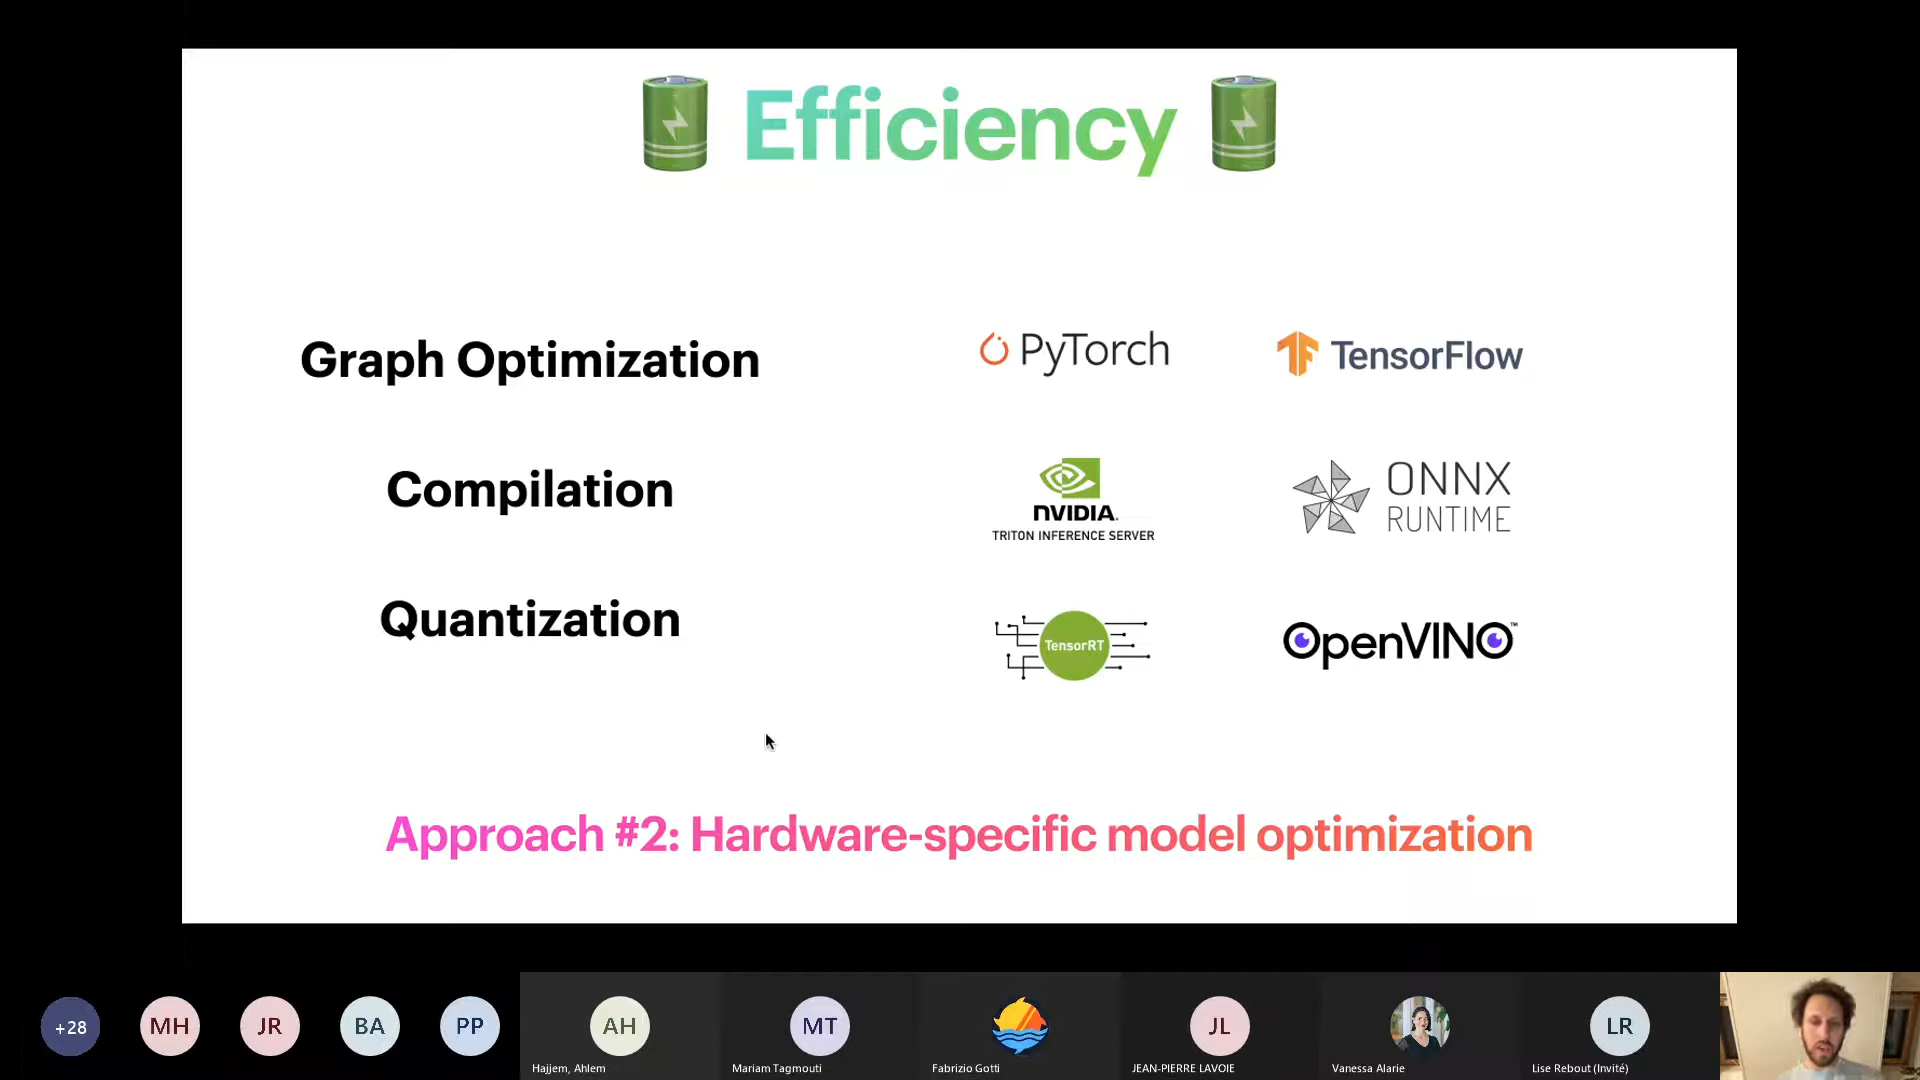 Efficiency
Graph Optimization
PyTorch
TensorFlow
Compilation
NVIDIA.
TRITON INFERENCE SERVER
ONNX
RUNTIME
Quantization
TensorRT
OpenVINO™
Approach #2: Hardware-specific model optimization
+28
MH
JR
BA
PP
AH
MT
JL
LR
Hajjem, Ahlem
Mariam Tagmouti
Fabrizio Gotti
JEAN-PIERRE LAVOIE
Vanessa Alarie
Lise Rebout (Invité)